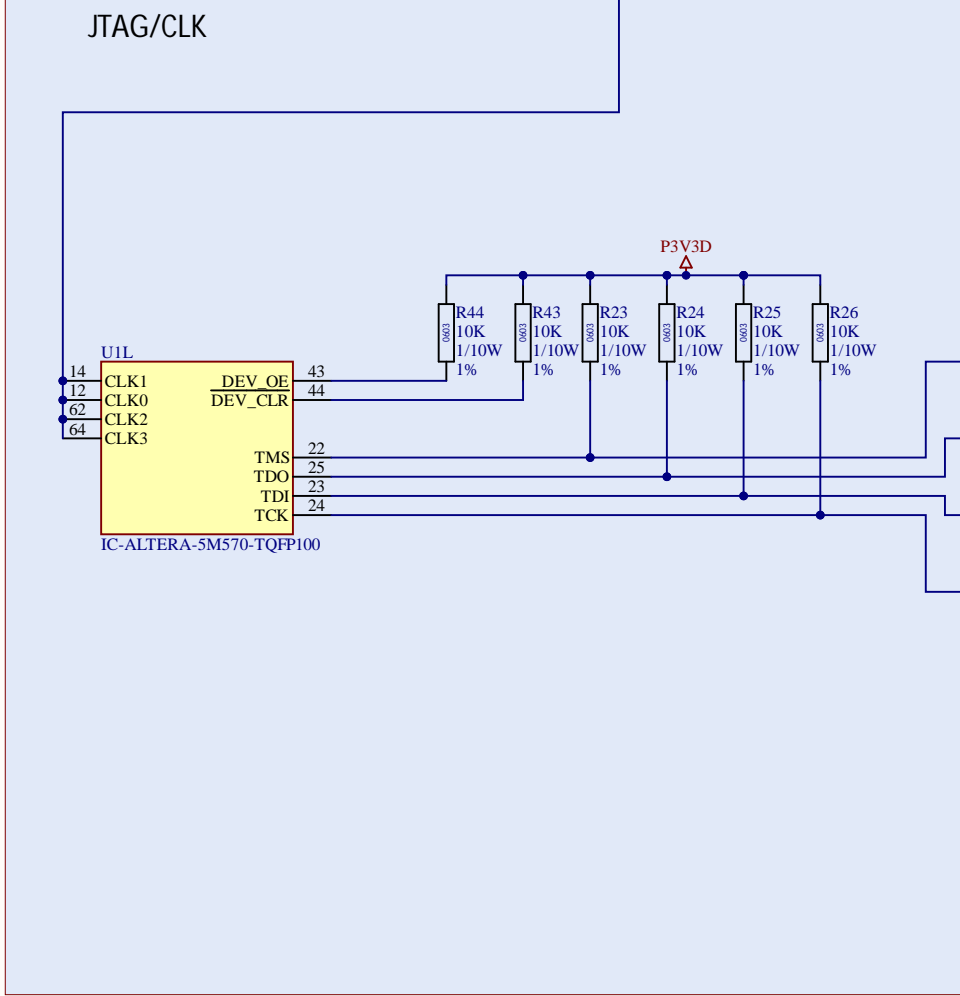 JTAG/CLK
P3V3D
R44
10K
1/10W
1%
0603
R43
10K
1/10W
1%
0603
R23
10K
1/10W
1%
0603
R24
10K
1/10W
1%
0603
R25
10K
1/10W
1%
0603
R26
10K
1/10W
1%
0603
U1L
14 CLK1
12 CLK0
62 CLK2
64 CLK3
DEV_OE 43
DEV_CLR 44
TMS 22
TDO 25
TDI 23
TCK 24
IC-ALTERA-5M570-TQFP100